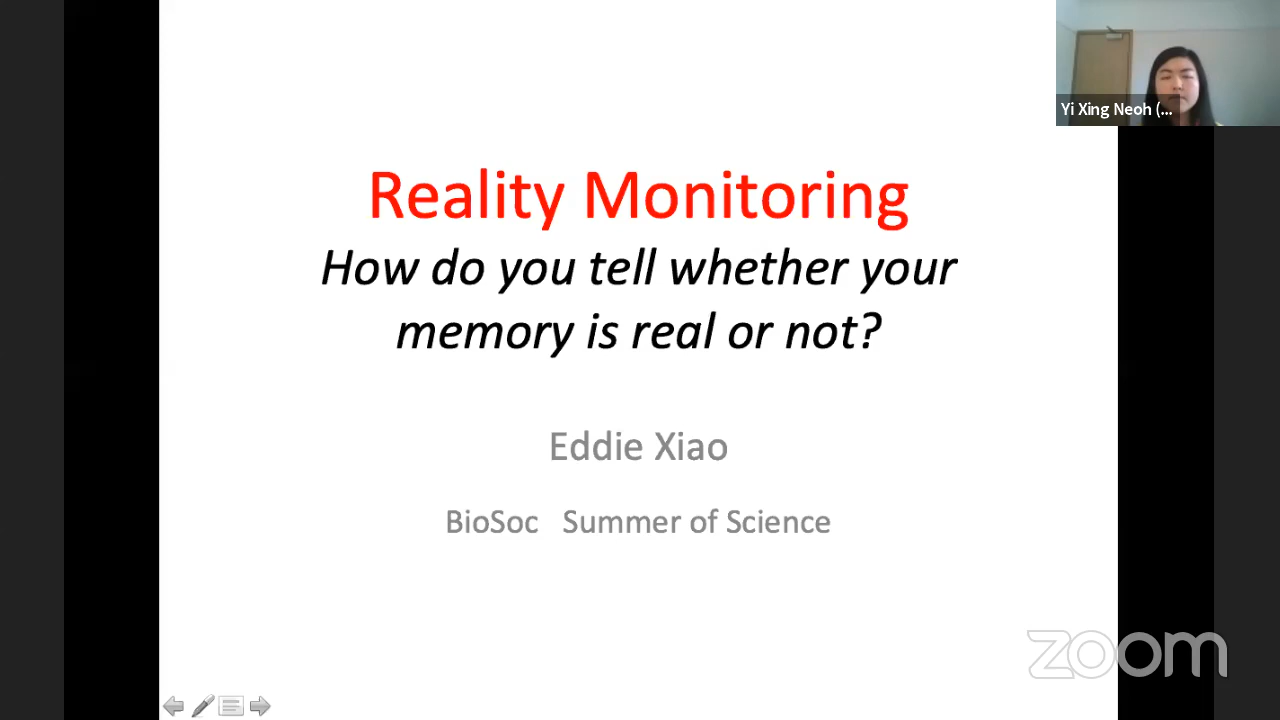 Yi Xing Neoh (...
Reality Monitoring
How do you tell whether your
memory is real or not?
Eddie Xiao
BioSoc Summer of Science
zoom